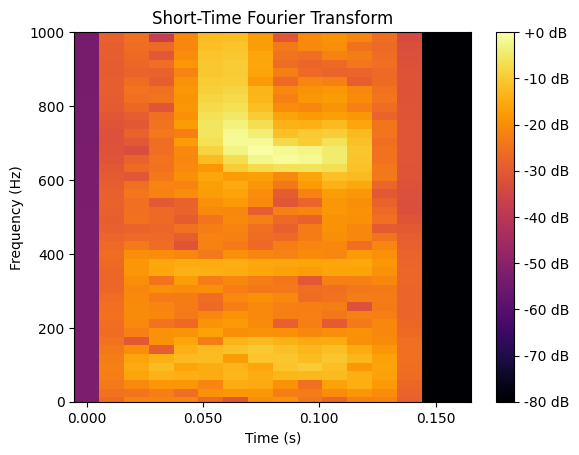 Short-Time Fourier Transform
1000
800
600
400
200
0
Frequency (Hz)
0.000
0.050
0.100
0.150
Time (s)
+0 dB
-10 dB
-20 dB
-30 dB
-40 dB
-50 dB
-60 dB
-70 dB
-80 dB